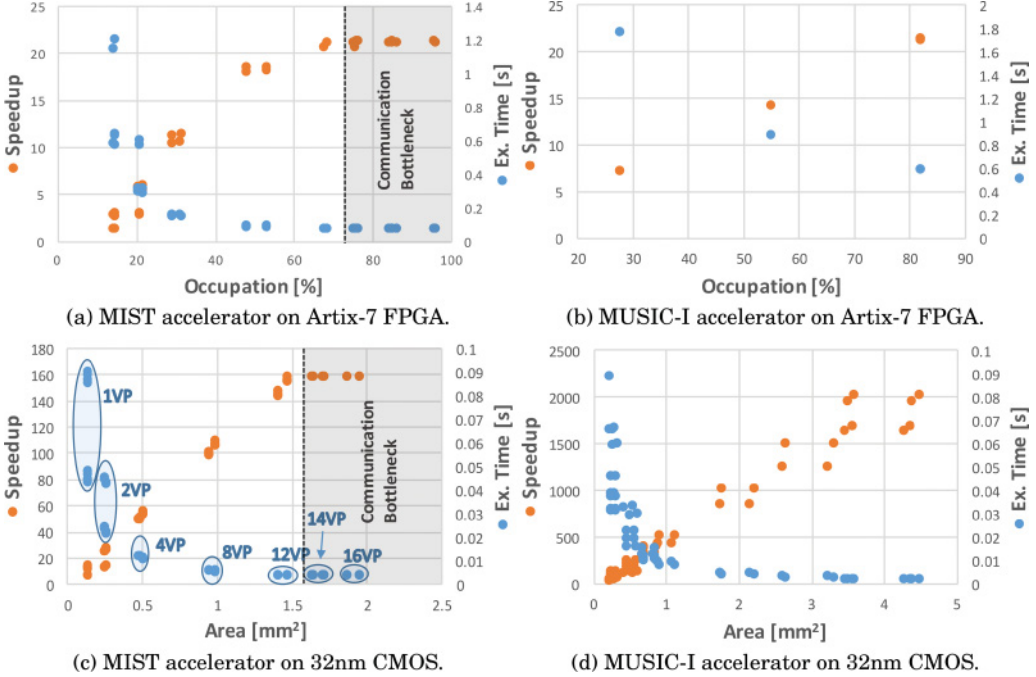 25
20
15
10
5
0
Speedup
1.4
1.2
1
0.8
0.6
0.4
0.2
0
Ex. Time [s]
Communication
Bottleneck
0 20 40 60 80 100
Occupation [%]
(a) MIST accelerator on Artix-7 FPGA.
25
20
15
10
5
0
Speedup
2
1.8
1.6
1.4
1.2
1
0.8
0.6
0.4
0.2
0
Ex. Time [s]
20 30 40 50 60 70 80 90
Occupation [%]
(b) MUSIC-I accelerator on Artix-7 FPGA.
180
160
140
120
100
80
60
40
20
0
Speedup
0.1
0.09
0.08
0.07
0.06
0.05
0.04
0.03
0.02
0.01
0
Ex. Time [s]
1VP
2VP
4VP
8VP
12VP
14VP
16VP
Communication
Bottleneck
0 0.5 1 1.5 2 2.5
Area [mm²]
(c) MIST accelerator on 32nm CMOS.
2500
2000
1500
1000
500
0
Speedup
0.1
0.09
0.08
0.07
0.06
0.05
0.04
0.03
0.02
0.01
0
Ex. Time [s]
0 1 2 3 4 5
Area [mm²]
(d) MUSIC-I accelerator on 32nm CMOS.